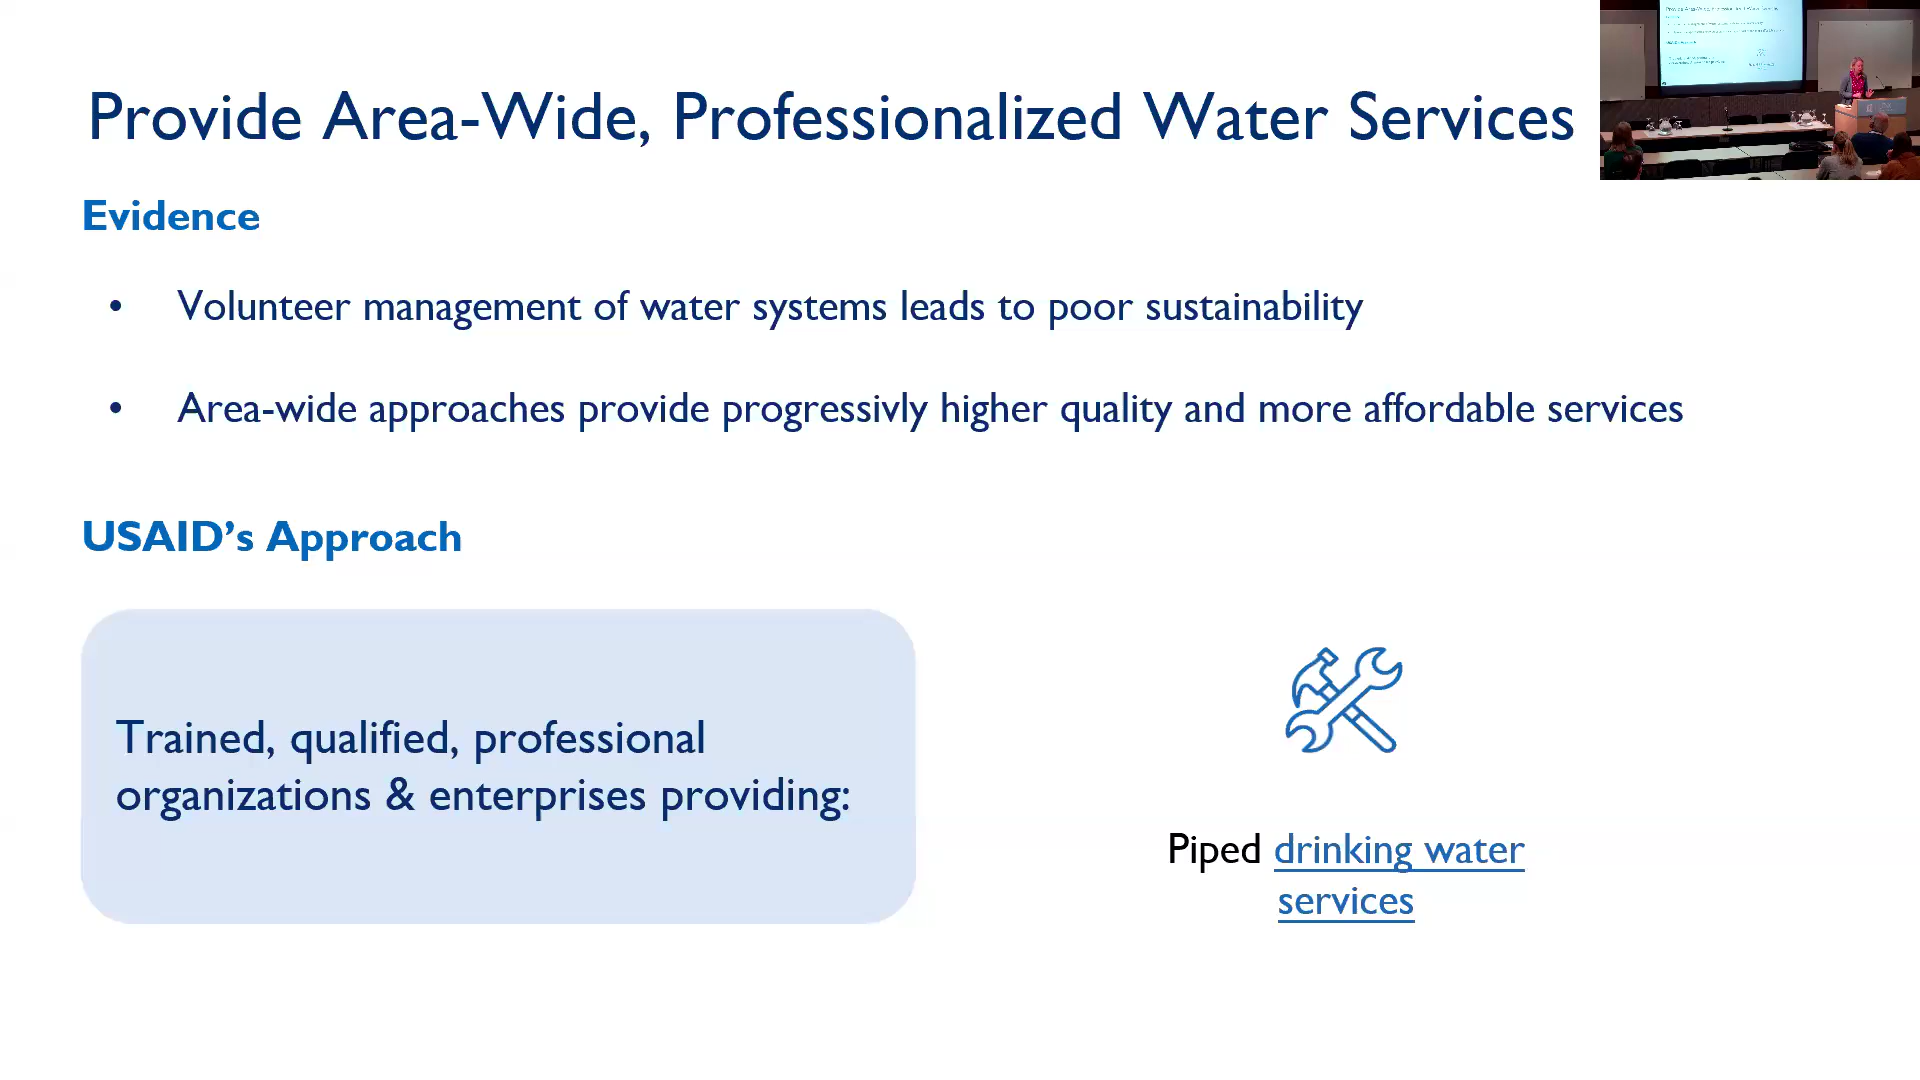 Provide Area-Wide, Professionalized Water Services
Evidence
• Volunteer management of water systems leads to poor sustainability
• Area-wide approaches provide progressivly higher quality and more affordable services
USAID’s Approach
Trained, qualified, professional
organizations & enterprises providing:
Piped drinking water
services